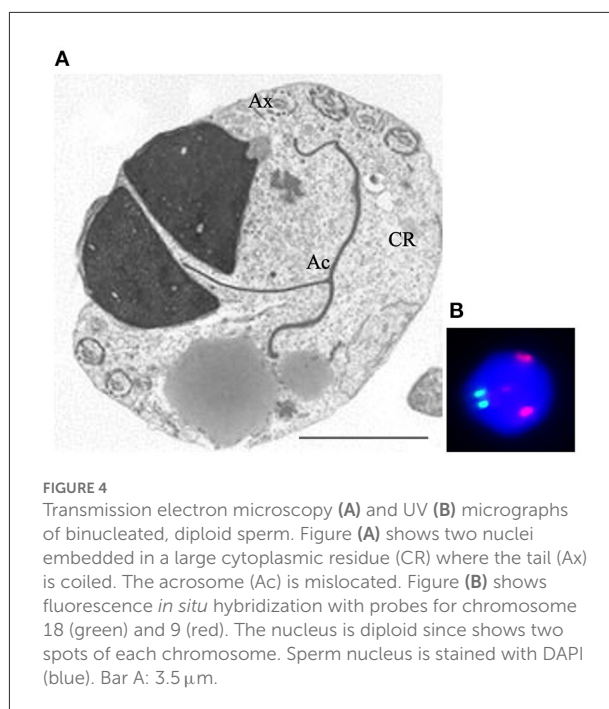 A
Ax
CR
Ac
B
FIGURE 4
Transmission electron microscopy (A) and UV (B) micrographs
of binucleated, diploid sperm. Figure (A) shows two nuclei
embedded in a large cytoplasmic residue (CR) where the tail (Ax)
is coiled. The acrosome (Ac) is mislocated. Figure (B) shows
fluorescence in situ hybridization with probes for chromosome
18 (green) and 9 (red). The nucleus is diploid since shows two
spots of each chromosome. Sperm nucleus is stained with DAPI
(blue). Bar A: 3.5 μm.